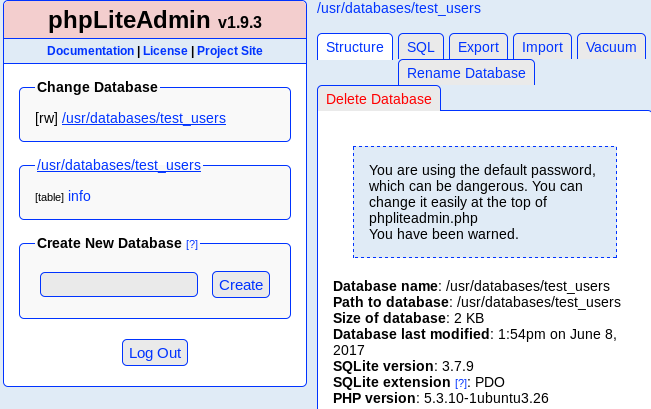 phpLiteAdmin v1.9.3
Documentation | License | Project Site
Change Database
[rw] /usr/databases/test_users
/usr/databases/test_users
[table] info
Create New Database [?]
Create
Log Out
/usr/databases/test_users
Structure SQL Export Import Vacuum
Rename Database
Delete Database
You are using the default password,
which can be dangerous. You can
change it easily at the top of
phpliteadmin.php
You have been warned.
Database name: /usr/databases/test_users
Path to database: /usr/databases/test_users
Size of database: 2 KB
Database last modified: 1:54pm on June 8,
2017
SQLite version: 3.7.9
SQLite extension [?]: PDO
PHP version: 5.3.10-1ubuntu3.26